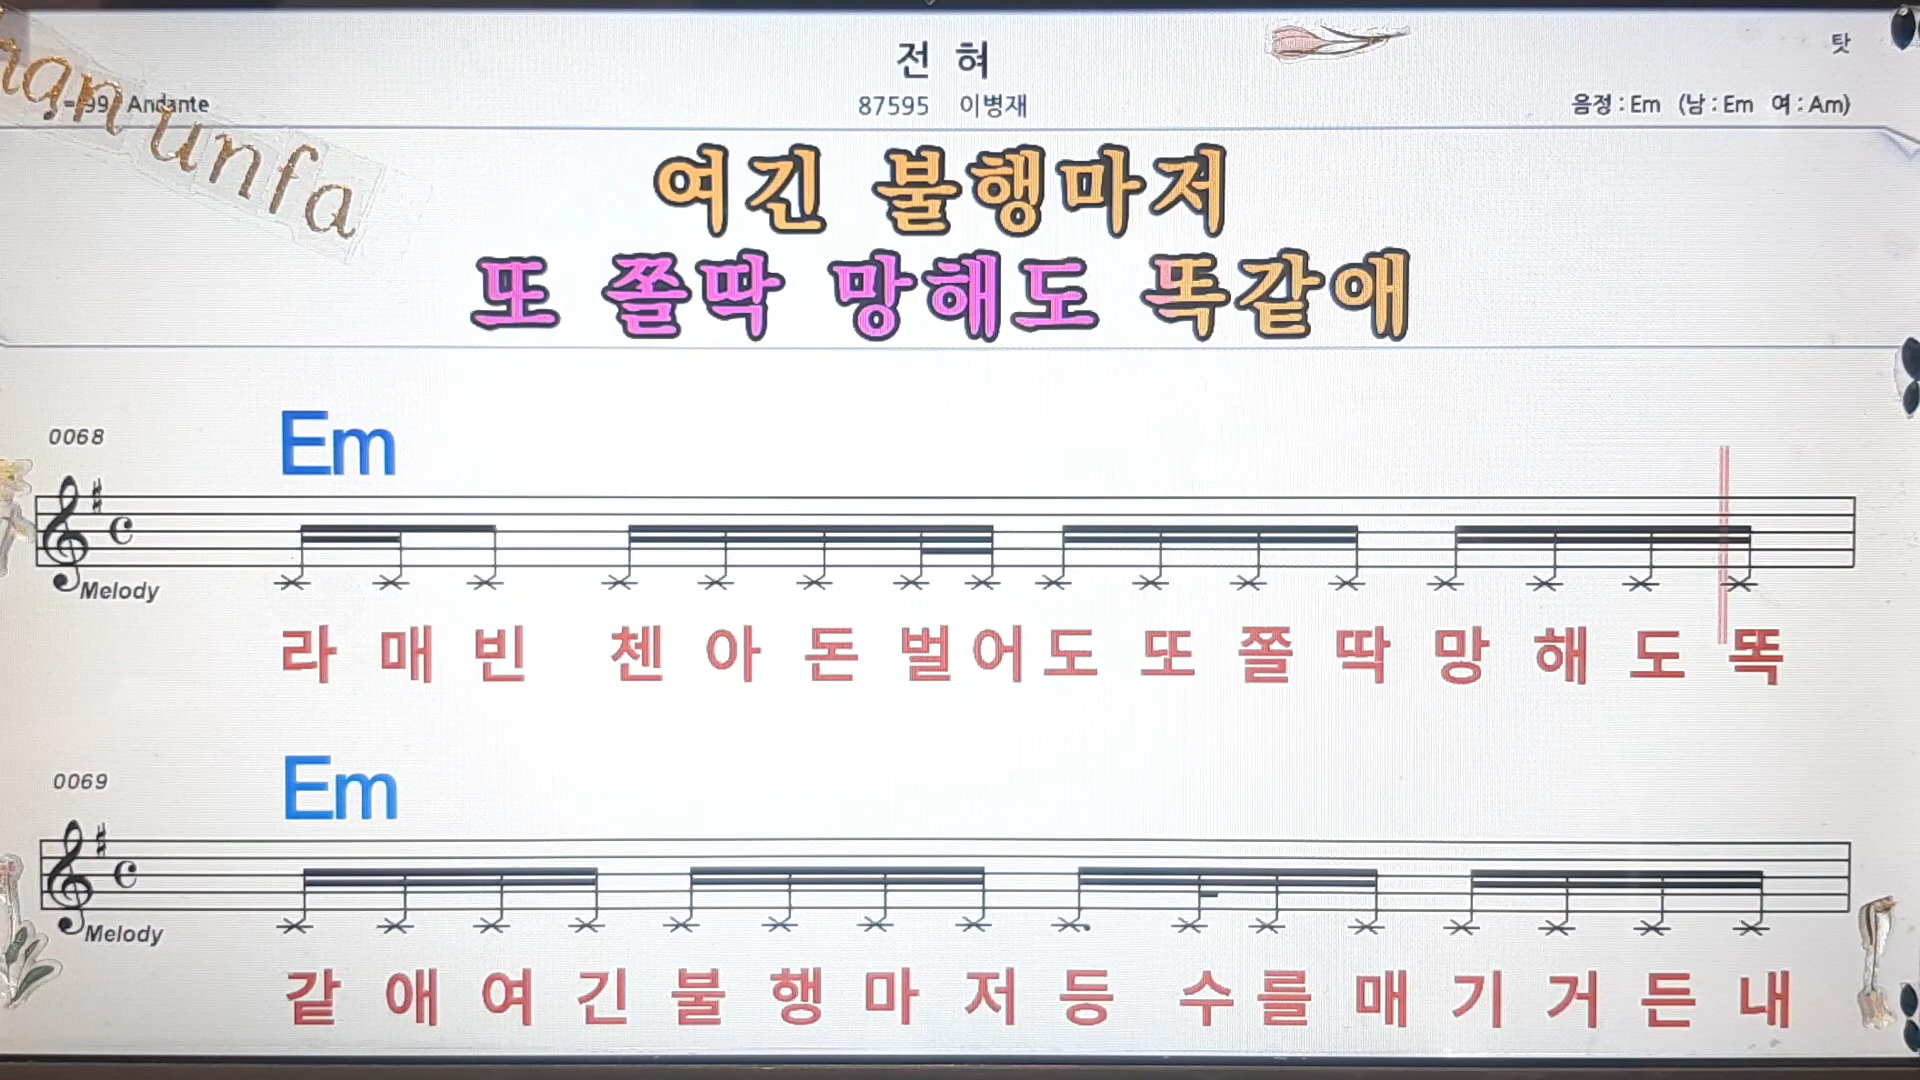 전 혀
탓
ran unfa
= 99 Andante
87595 이병재
음정 : Em (남 : Em 여 : Am)
여긴 불행마저
또 쫄딱 망해도 똑같애
Em
0068
Melody
라 매 빈 첸 아 돈 벌 어 도 또 쫄 딱 망 해 도 똑
Em
0069
Melody
같 애 여 긴 불 행 마 저 등 수 를 매 기 거 든 내